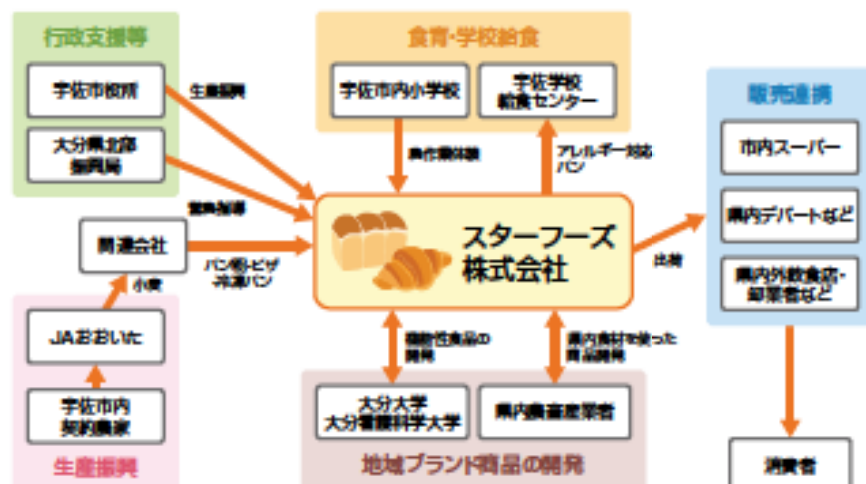 行政支援等
宇佐市役所
大分県北部
振興局
生産振興
営農指導
食育・学校給食
宇佐市内小学校
宇佐学校
給食センター
農作業体験
アレルギー対応
パン
販売連携
市内スーパー
県内デパートなど
県内外飲食店・
卸業者など
出荷
消費者
スターフーズ
株式会社
関連会社
パン粉・ピザ
・冷凍パン
小麦
JAおおいた
宇佐市内
契約農家
生産振興
機能性食品の
開発
県内食材を使った
商品開発
大分大学
大分看護科学大学
県内農畜産業者
地域ブランド商品の開発